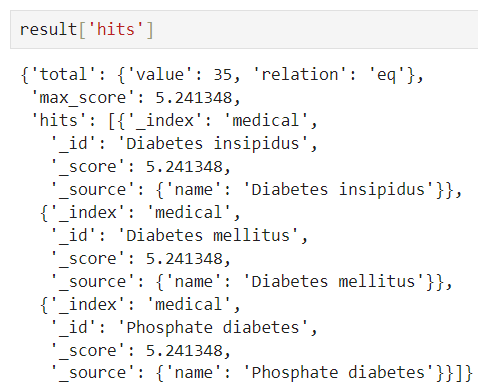 result['hits']
{'total': {'value': 35, 'relation': 'eq'},
 'max_score': 5.241348,
 'hits': [{'_index': 'medical',
   '_id': 'Diabetes insipidus',
   '_score': 5.241348,
   '_source': {'name': 'Diabetes insipidus'}},
  {'_index': 'medical',
   '_id': 'Diabetes mellitus',
   '_score': 5.241348,
   '_source': {'name': 'Diabetes mellitus'}},
  {'_index': 'medical',
   '_id': 'Phosphate diabetes',
   '_score': 5.241348,
   '_source': {'name': 'Phosphate diabetes'}}]}